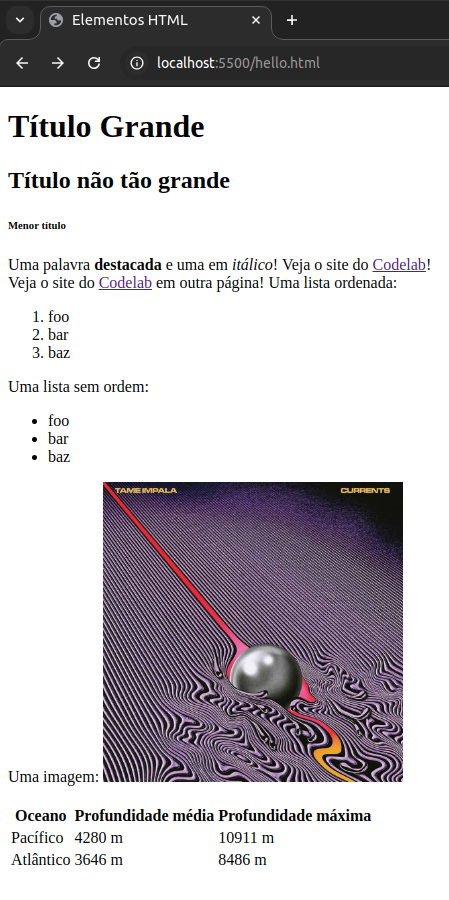 Elementos HTML
localhost:5500/hello.html
Título Grande
Título não tão grande
Menor título
Uma palavra destacada e uma em itálico! Veja o site do Codelab!
Veja o site do Codelab em outra página! Uma lista ordenada:
1. foo
2. bar
3. baz
Uma lista sem ordem:
• foo
• bar
• baz
TAME IMPALA CURRENTS
Uma imagem:
Oceano Profundidade média Profundidade máxima
Pacífico 4280 m 10911 m
Atlântico 3646 m 8486 m